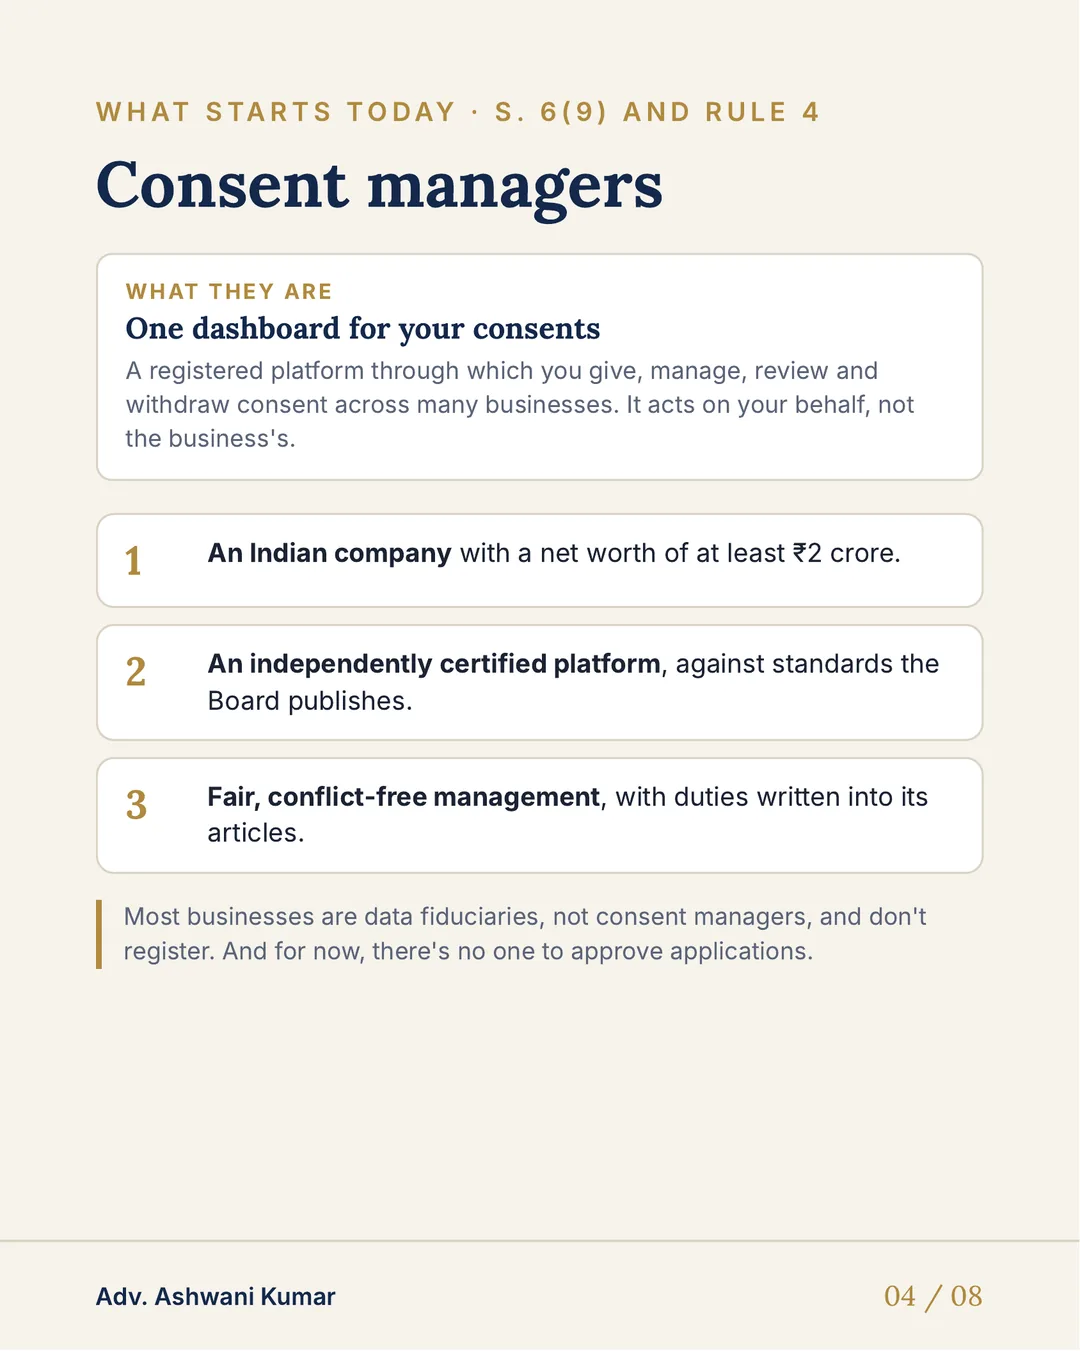 WHAT STARTS TODAY · S. 6(9) AND RULE 4
Consent managers
WHAT THEY ARE
One dashboard for your consents
A registered platform through which you give, manage, review and
withdraw consent across many businesses. It acts on your behalf, not
the business's.
1 An Indian company with a net worth of at least ₹2 crore.
2 An independently certified platform, against standards the
Board publishes.
3 Fair, conflict-free management, with duties written into its
articles.
Most businesses are data fiduciaries, not consent managers, and don't
register. And for now, there's no one to approve applications.
Adv. Ashwani Kumar
04 / 08